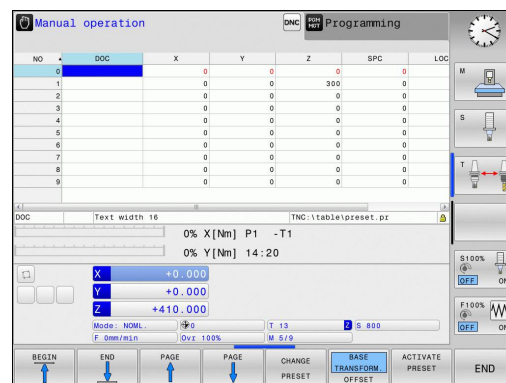 Manual operation
DNC
PGM MGT Programming
NO DOC X Y Z SPC LOC
0 0 0 0 0
1 0 0 300 0
2 0 0 0 0
3 0 0 0 0
4 0 0 0 0
5 0 0 0 0
6 0 0 0 0
7 0 0 0 0
8 0 0 0 0
9 0 0 0 0
DOC Text width 16 TNC:\table\preset.pr
0% X[Nm] P1 -T1
0% Y[Nm] 14:20
X +0.000
Y +0.000
Z +410.000
Mode: NOML. 0 T 13 Z S 800
F 0mm/min Ovr 100% M 5/9
M
S
T
S100%
OFF ON
F100%
OFF ON
BEGIN
END
PAGE
PAGE
CHANGE PRESET
BASE TRANSFORM. OFFSET
ACTIVATE PRESET
END